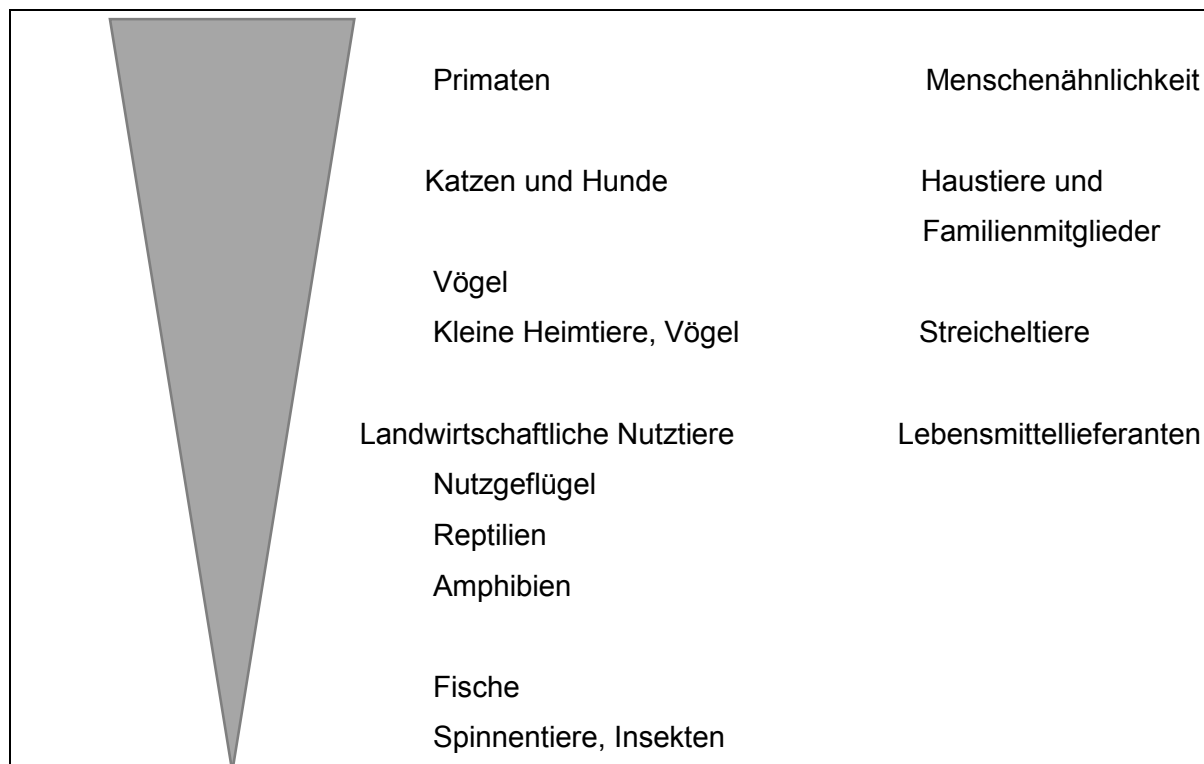 Primaten Menschenähnlichkeit
Katzen und Hunde Haustiere und
Familienmitglieder
Vögel
Kleine Heimtiere, Vögel Streicheltiere
Landwirtschaftliche Nutztiere Lebensmittellieferanten
Nutzgeflügel
Reptilien
Amphibien
Fische
Spinnentiere, Insekten